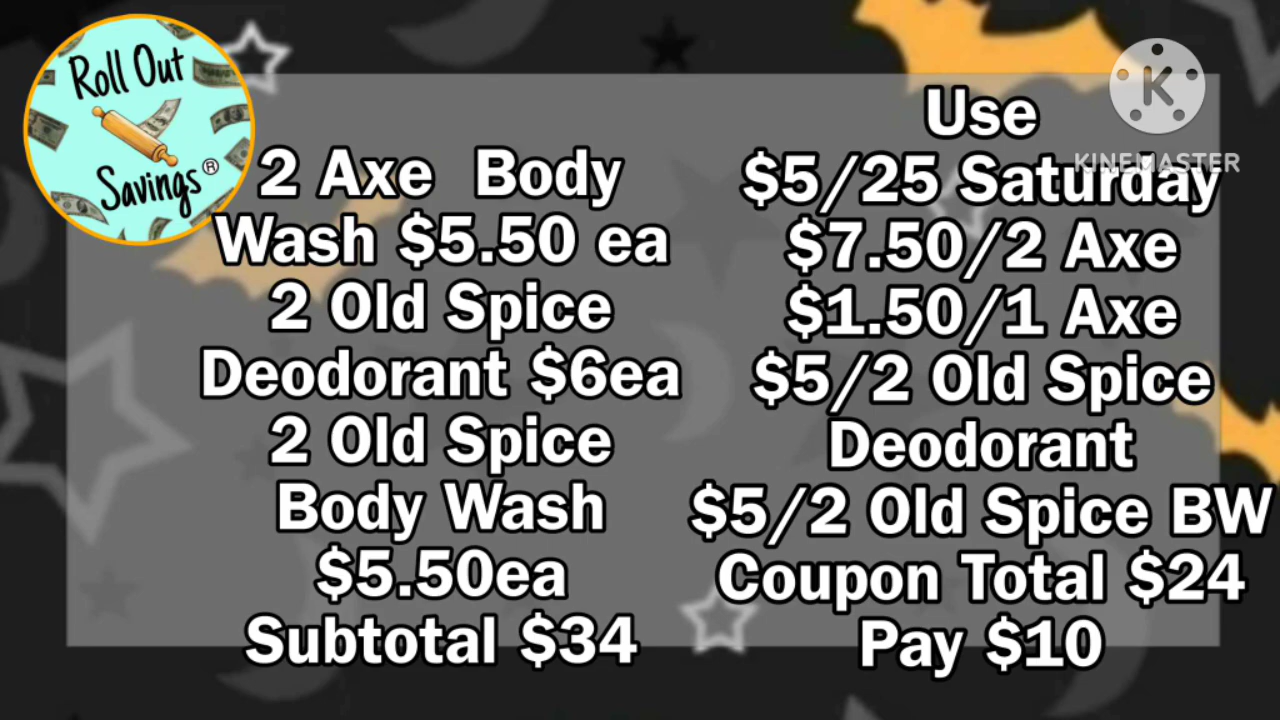 Roll Out
Savings®
2 Axe Body
Wash $5.50 ea
2 Old Spice
Deodorant $6ea
2 Old Spice
Body Wash
$5.50ea
Subtotal $34
Use
$5/25 Saturday
$7.50/2 Axe
$1.50/1 Axe
$5/2 Old Spice
Deodorant
$5/2 Old Spice BW
Coupon Total $24
Pay $10
K
KINEMASTER